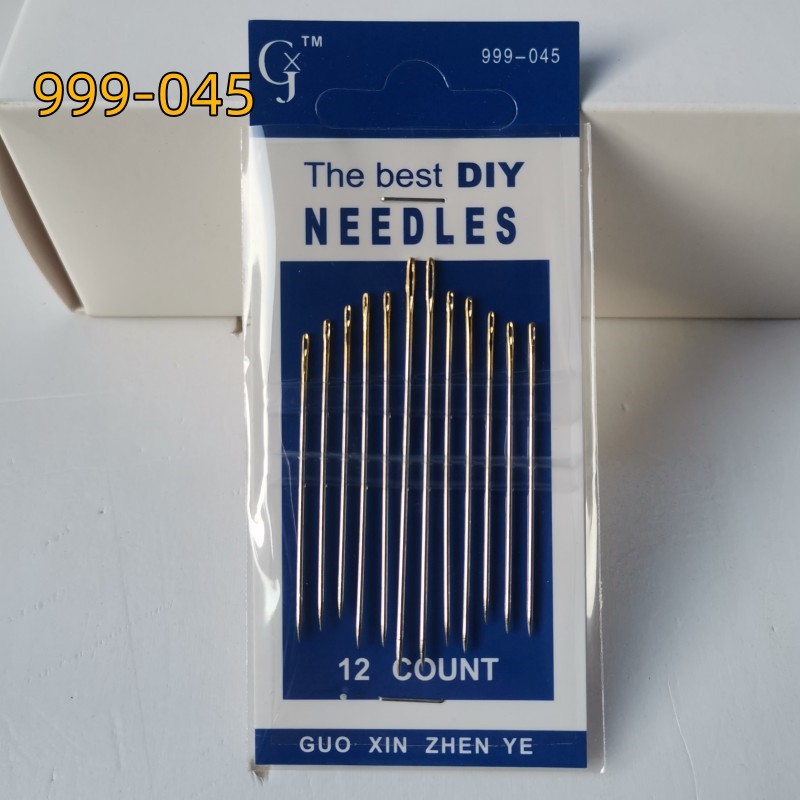 GXJ™
999-045
999-045
The best DIY
NEEDLES
12 COUNT
GUO XIN ZHEN YE